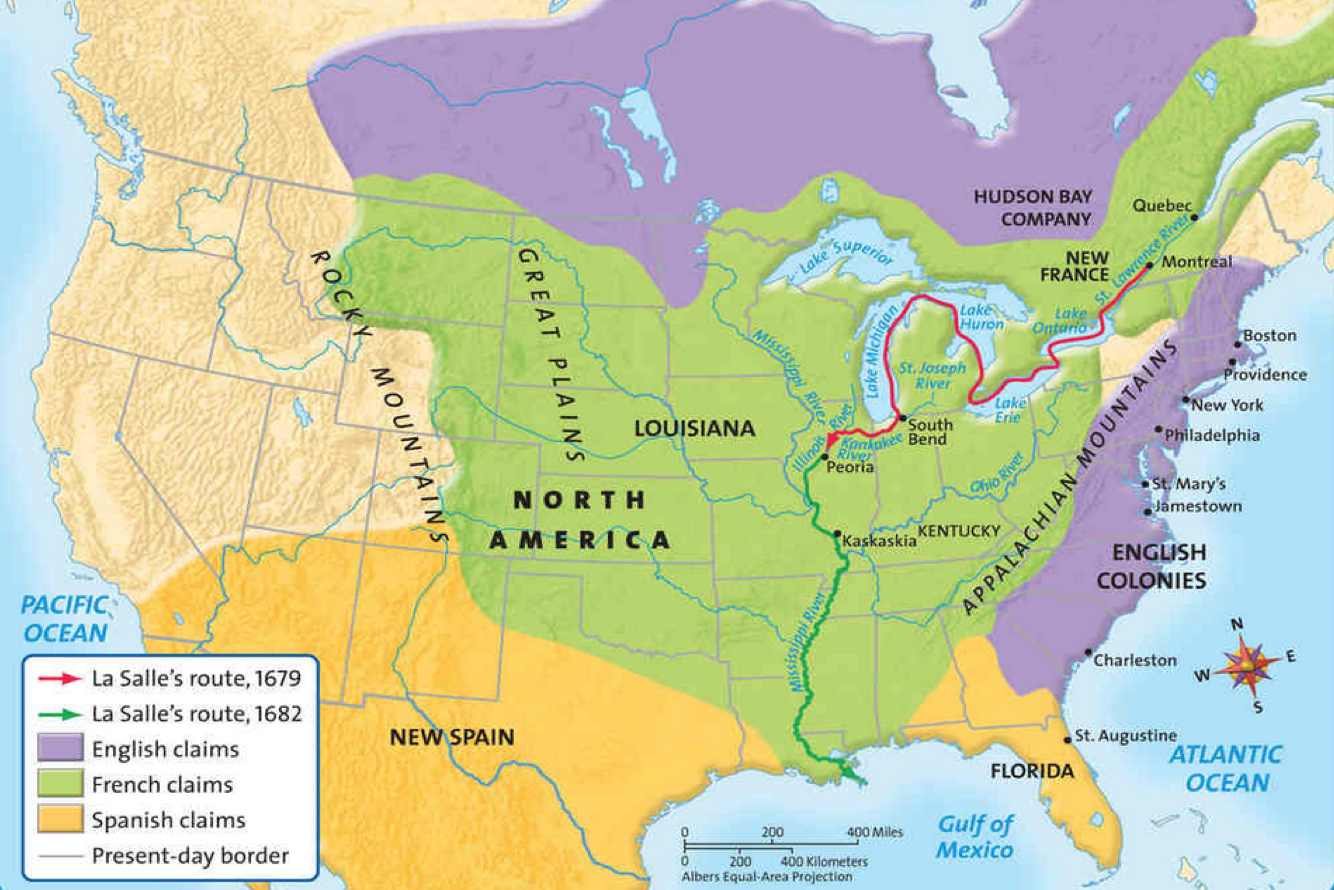 HUDSON BAY
COMPANY
Quebec
NEW
FRANCE
St. Lawrence River
Montreal
Lake Superior
ROCKY MOUNTAINS
GREAT PLAINS
Lake Michigan
Lake
Huron
Lake
Ontario
Mississippi River
St. Joseph
River
Boston
Providence
New York
Lake
Erie
LOUISIANA
South
Bend
Illinois River
Kankakee
River
Peoria
Philadelphia
APPALACHIAN MOUNTAINS
Ohio River
St. Mary's
Jamestown
NORTH
AMERICA
Kaskaskia
KENTUCKY
ENGLISH
COLONIES
PACIFIC
OCEAN
Mississippi River
Charleston
N
E
W
S
La Salle's route, 1679
La Salle's route, 1682
English claims
French claims
Spanish claims
Present-day border
NEW SPAIN
St. Augustine
FLORIDA
ATLANTIC
OCEAN
Gulf of
Mexico
0 200 400 Miles
0 200 400 Kilometers
Albers Equal-Area Projection